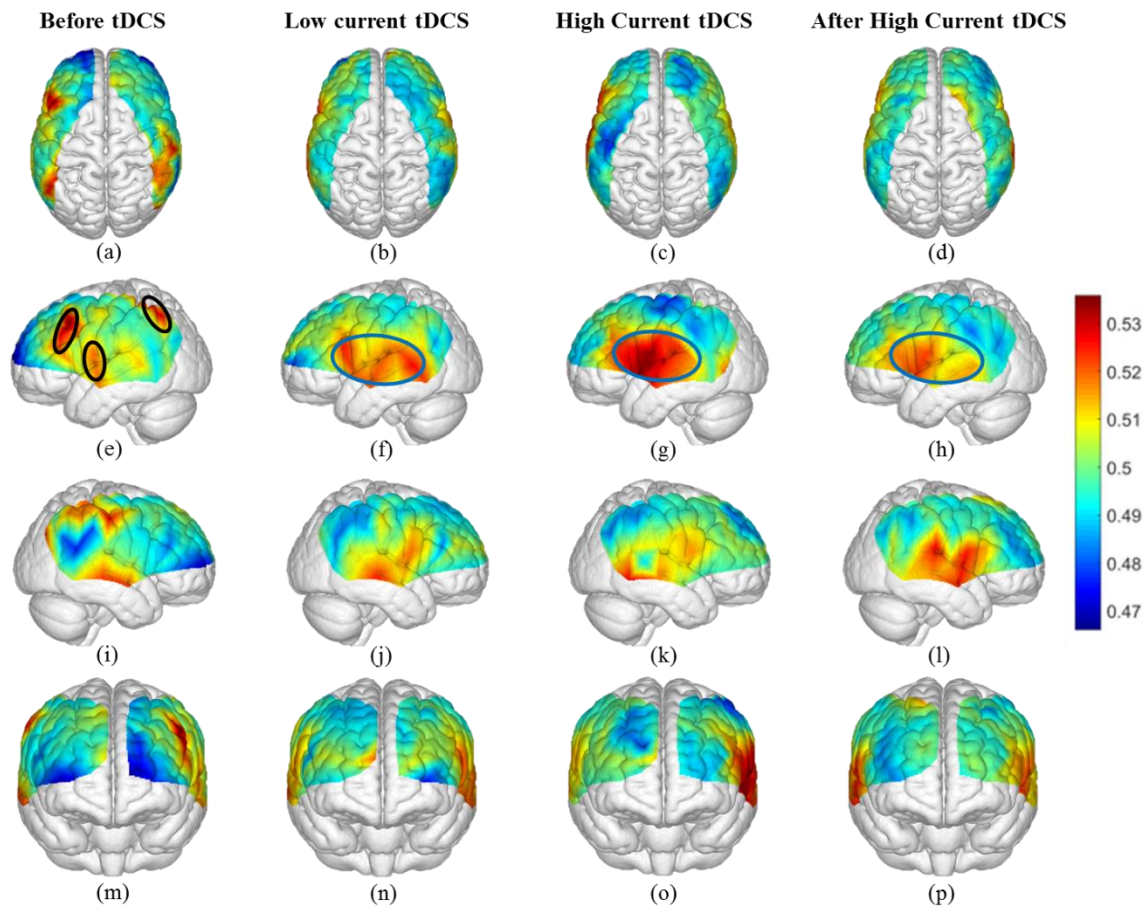 Before tDCS Low current tDCS High Current tDCS After High Current tDCS
(a) (b) (c) (d)
(e) (f) (g) (h)
0.53
0.52
0.51
0.5
0.49
0.48
0.47
(i) (j) (k) (l)
(m) (n) (o) (p)